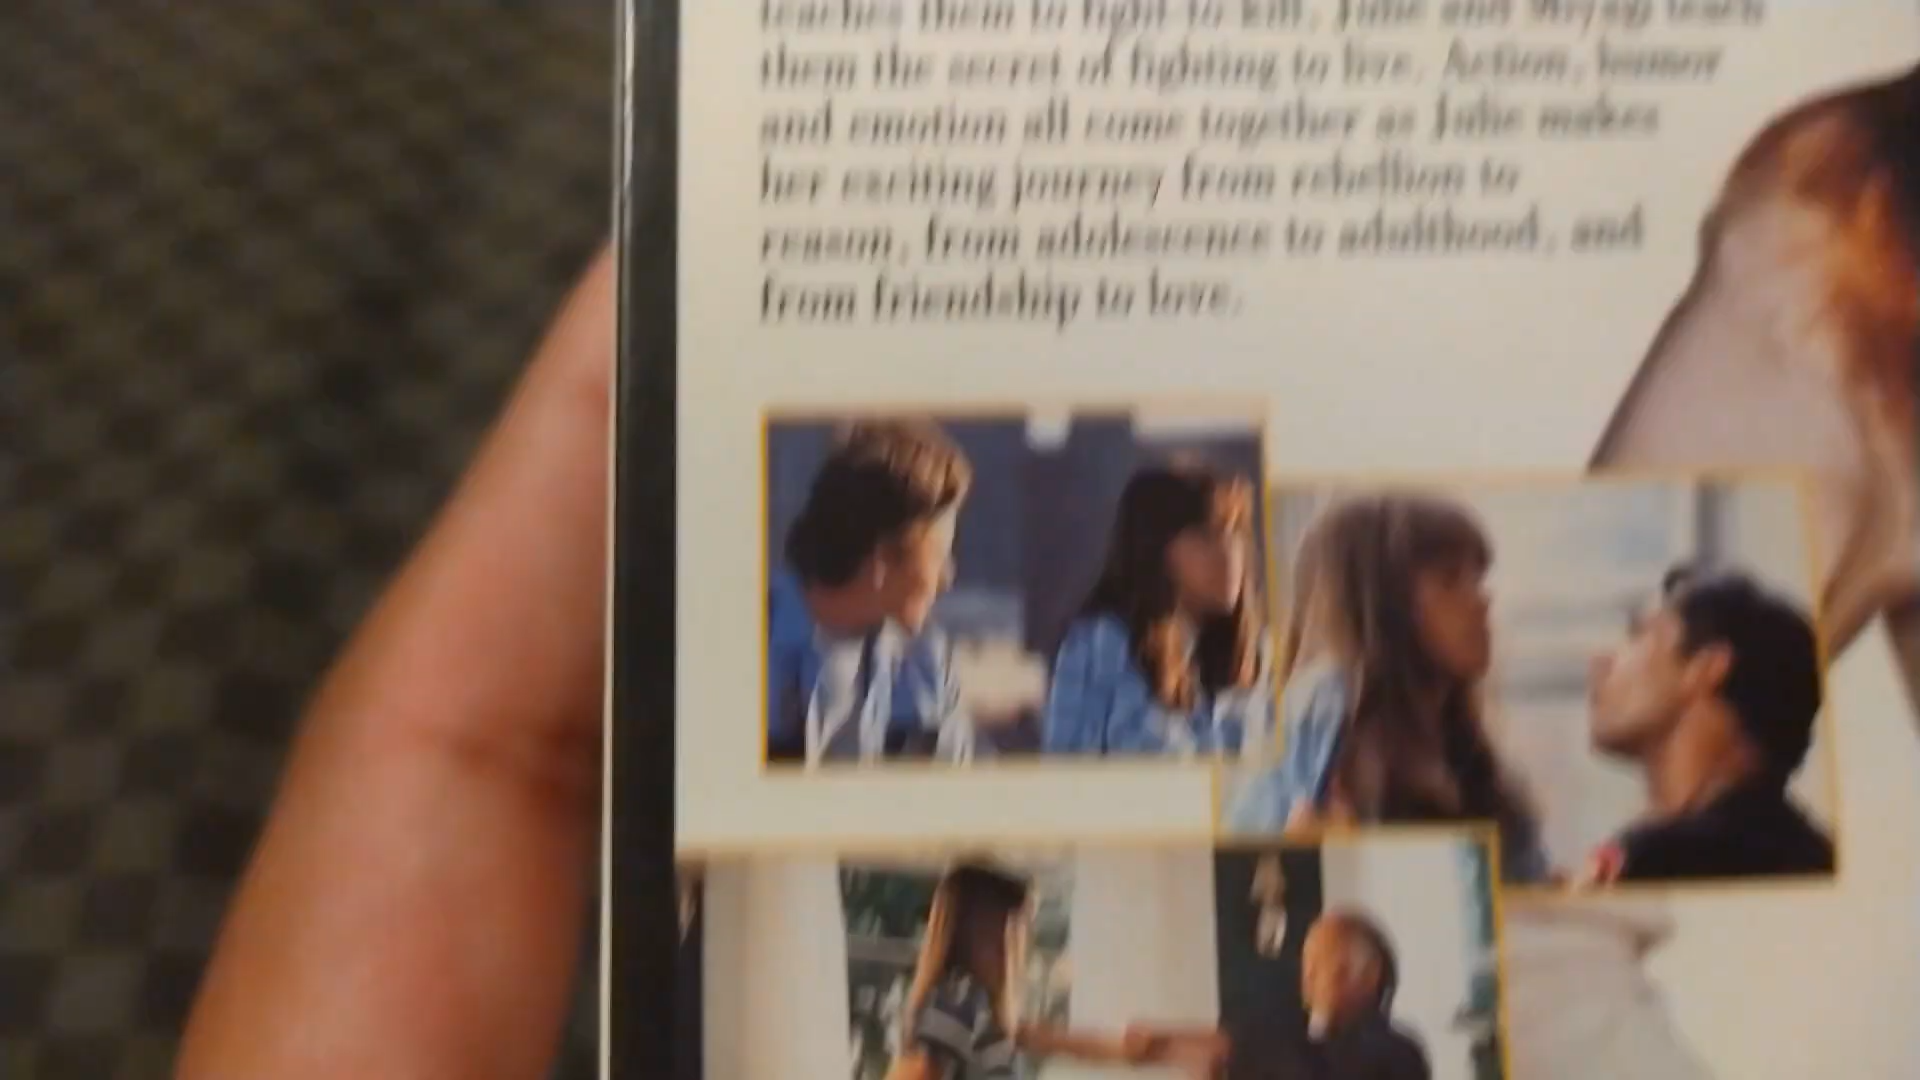 teaches them to fight to kill, Julie and Miyagi teach
them the secret of fighting to live. Action, humor
and emotion all come together as Julie makes
her exciting journey from rebellion to
reason, from adolescence to adulthood, and
from friendship to love.